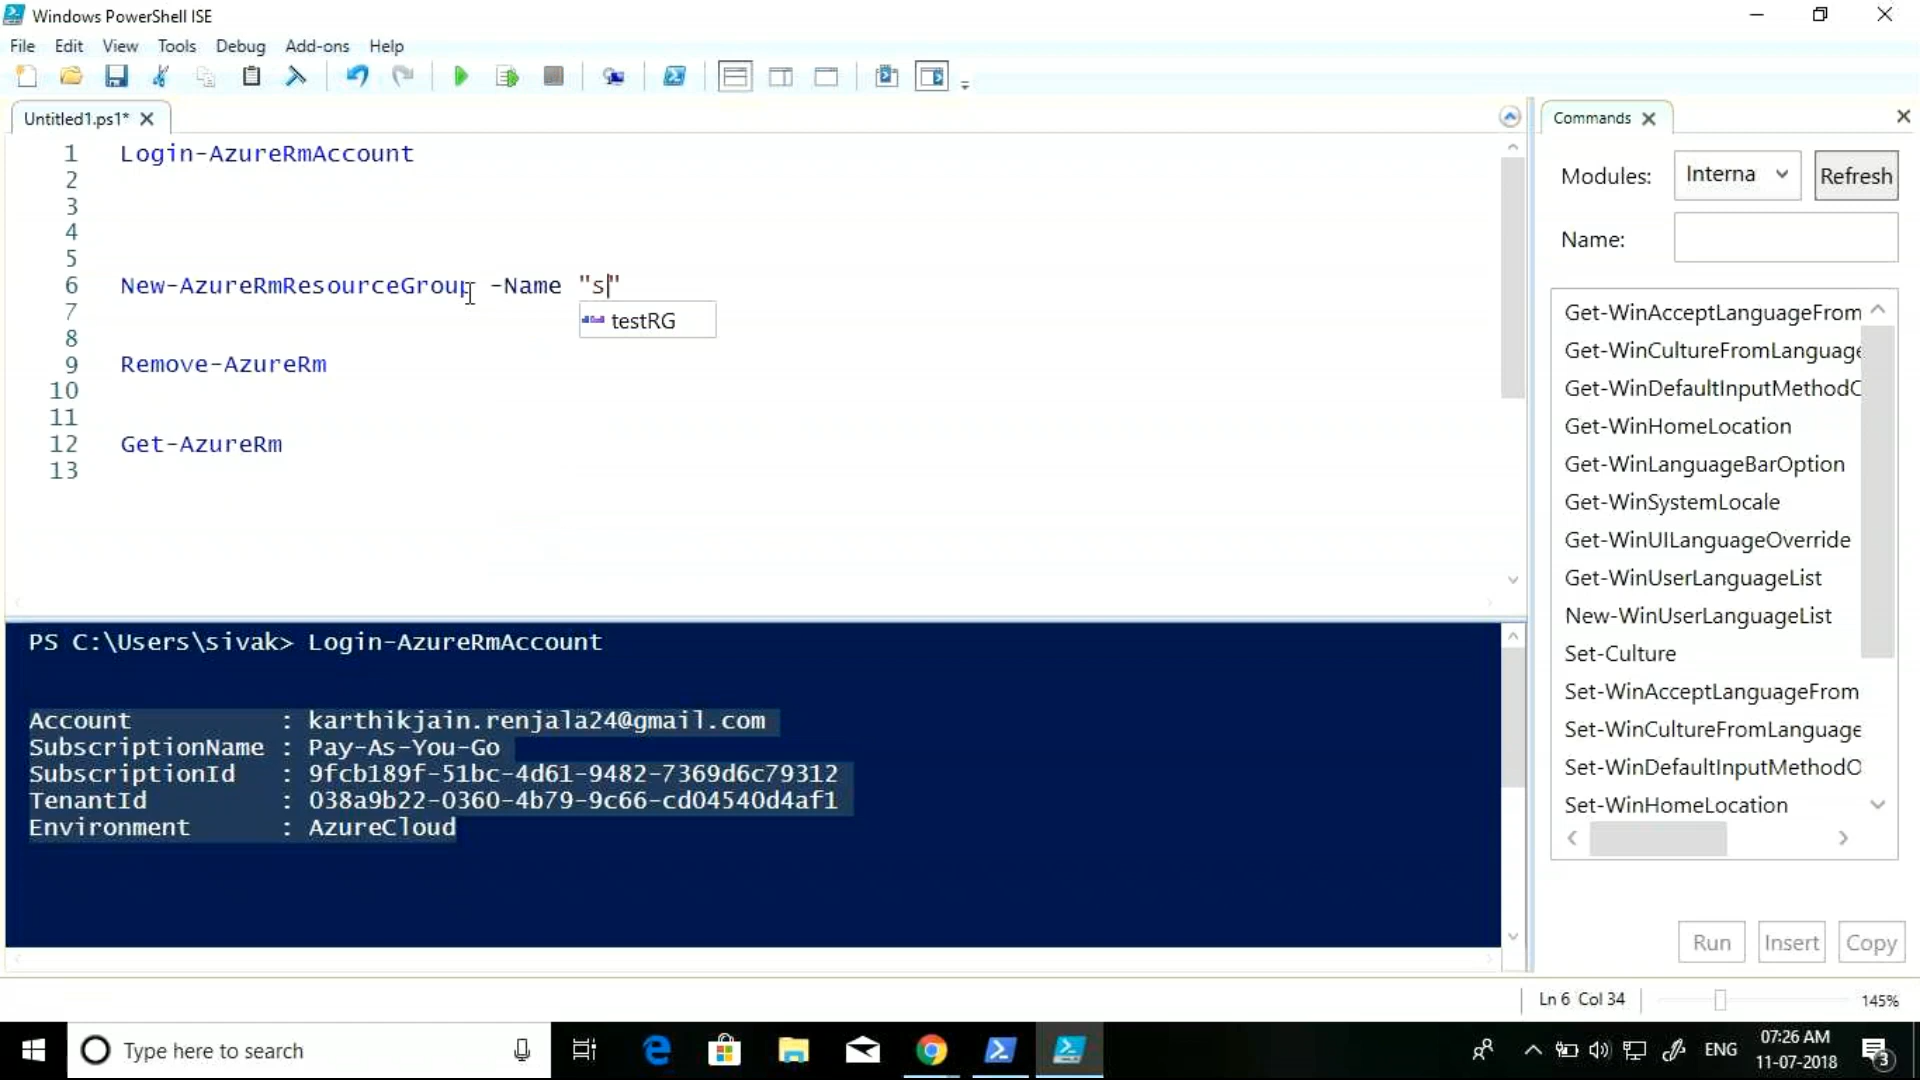 Windows PowerShell ISE
File Edit View Tools Debug Add-ons Help
Untitled1.ps1*
1 Login-AzureRmAccount
2
3
4
5
6 New-AzureRmResourceGroup -Name "s"
testRG
7
8
9 Remove-AzureRm
10
11
12 Get-AzureRm
13
PS C:\Users\sivak> Login-AzureRmAccount
Account : karthikjain.renjala24@gmail.com
SubscriptionName : Pay-As-You-Go
SubscriptionId : 9fcb189f-51bc-4d61-9482-7369d6c79312
TenantId : 038a9b22-0360-4b79-9c66-cd04540d4af1
Environment : AzureCloud
Commands
Modules: Interna Refresh
Name:
Get-WinAcceptLanguageFrom
Get-WinCultureFromLanguage
Get-WinDefaultInputMethodO
Get-WinHomeLocation
Get-WinLanguageBarOption
Get-WinSystemLocale
Get-WinUILanguageOverride
Get-WinUserLanguageList
New-WinUserLanguageList
Set-Culture
Set-WinAcceptLanguageFrom
Set-WinCultureFromLanguage
Set-WinDefaultInputMethodO
Set-WinHomeLocation
Run Insert Copy
Ln 6 Col 34 145%
Type here to search
ENG
07:26 AM
11-07-2018
3